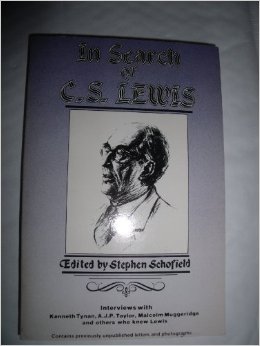 In Search
of
C.S. LEWIS
Edited by Stephen Schofield
Interviews with
Kenneth Tynan, A.J.P. Taylor, Malcolm Muggeridge
and others who knew Lewis
Contains previously unpublished letters and photographs